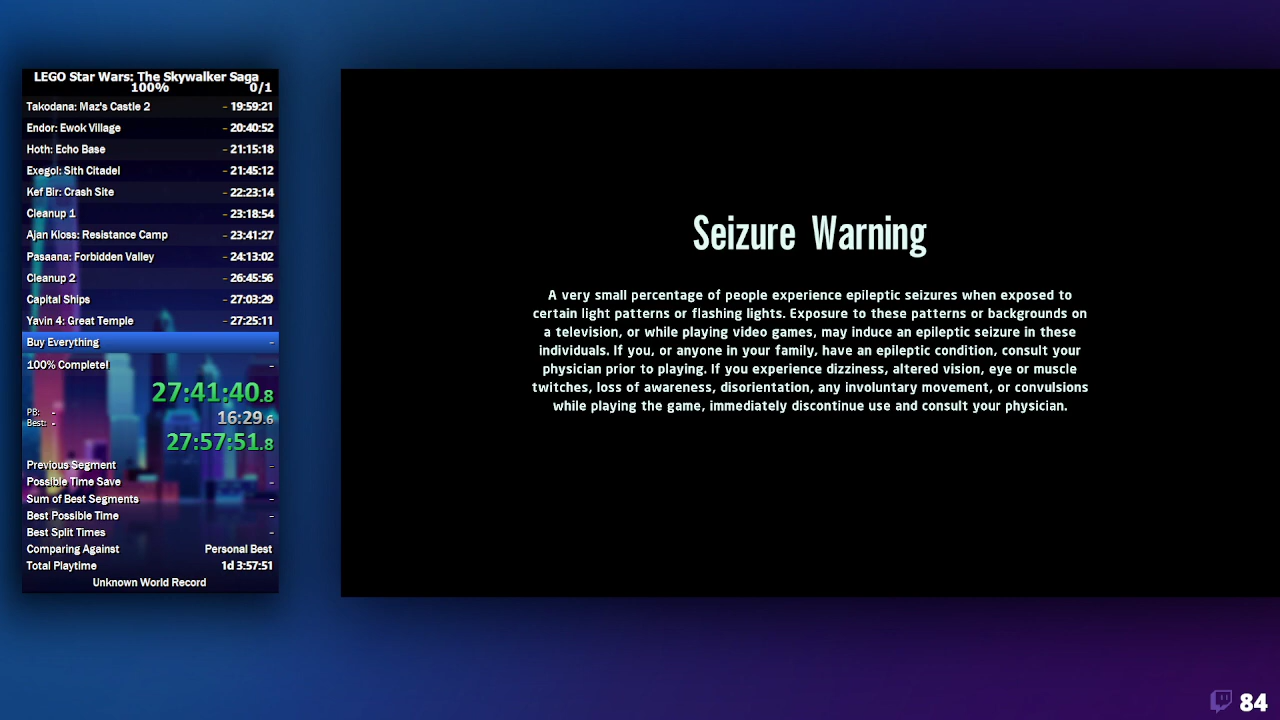 LEGO Star Wars: The Skywalker Saga
100% 0/1
Takodana: Maz's Castle 2 - 19:59:21
Endor: Ewok Village - 20:40:52
Hoth: Echo Base - 21:15:18
Exegol: Sith Citadel - 21:45:12
Kef Bir: Crash Site - 22:23:14
Cleanup 1 - 23:18:54
Ajan Kloss: Resistance Camp - 23:41:27
Pasaana: Forbidden Valley - 24:13:02
Cleanup 2 - 26:45:56
Capital Ships - 27:03:29
Yavin 4: Great Temple - 27:25:11
Buy Everything -
100% Complete! -
27:41:40.8
PB: - 16:29.6
Best: -
27:57:51.8
Previous Segment -
Possible Time Save -
Sum of Best Segments -
Best Possible Time -
Best Split Times -
Comparing Against Personal Best
Total Playtime 1d 3:57:51
Unknown World Record
Seizure Warning
A very small percentage of people experience epileptic seizures when exposed to
certain light patterns or flashing lights. Exposure to these patterns or backgrounds on
a television, or while playing video games, may induce an epileptic seizure in these
individuals. If you, or anyone in your family, have an epileptic condition, consult your
physician prior to playing. If you experience dizziness, altered vision, eye or muscle
twitches, loss of awareness, disorientation, any involuntary movement, or convulsions
while playing the game, immediately discontinue use and consult your physician.
84